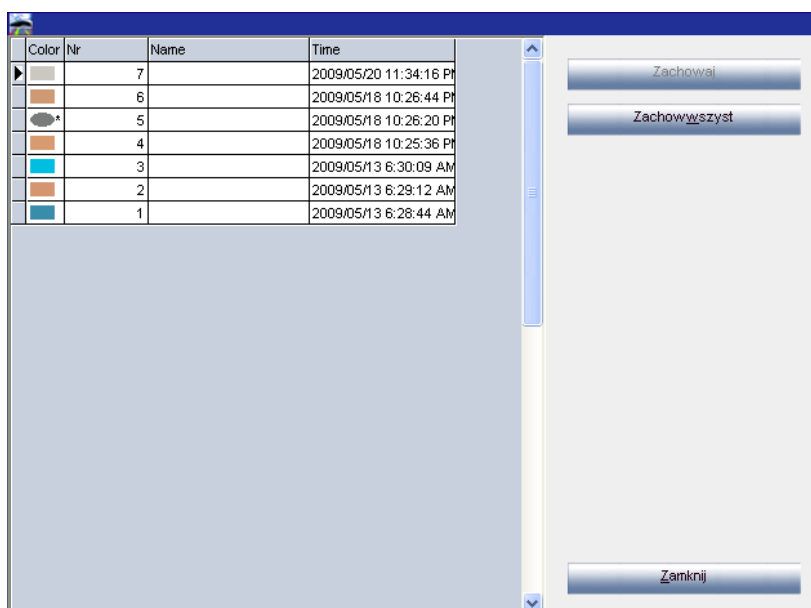 Color Nr Name Time
7 2009/05/20 11:34:16 PM
6 2009/05/18 10:26:44 PM
* 5 2009/05/18 10:26:20 PM
4 2009/05/18 10:25:36 PM
3 2009/05/13 6:30:09 AM
2 2009/05/13 6:29:12 AM
1 2009/05/13 6:28:44 AM
Zachowaj
Zachowwszyst
Zamknij